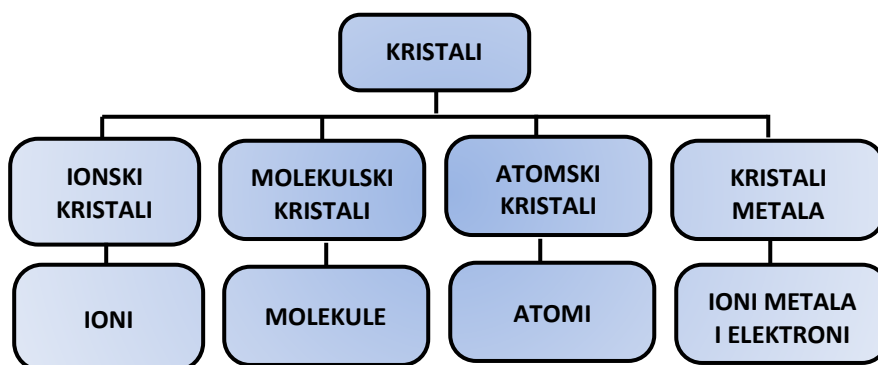 KRISTALI
IONSKI
KRISTALI
MOLEKULSKI
KRISTALI
ATOMSKI
KRISTALI
KRISTALI
METALA
IONI
MOLEKULE
ATOMI
IONI METALA
I ELEKTRONI